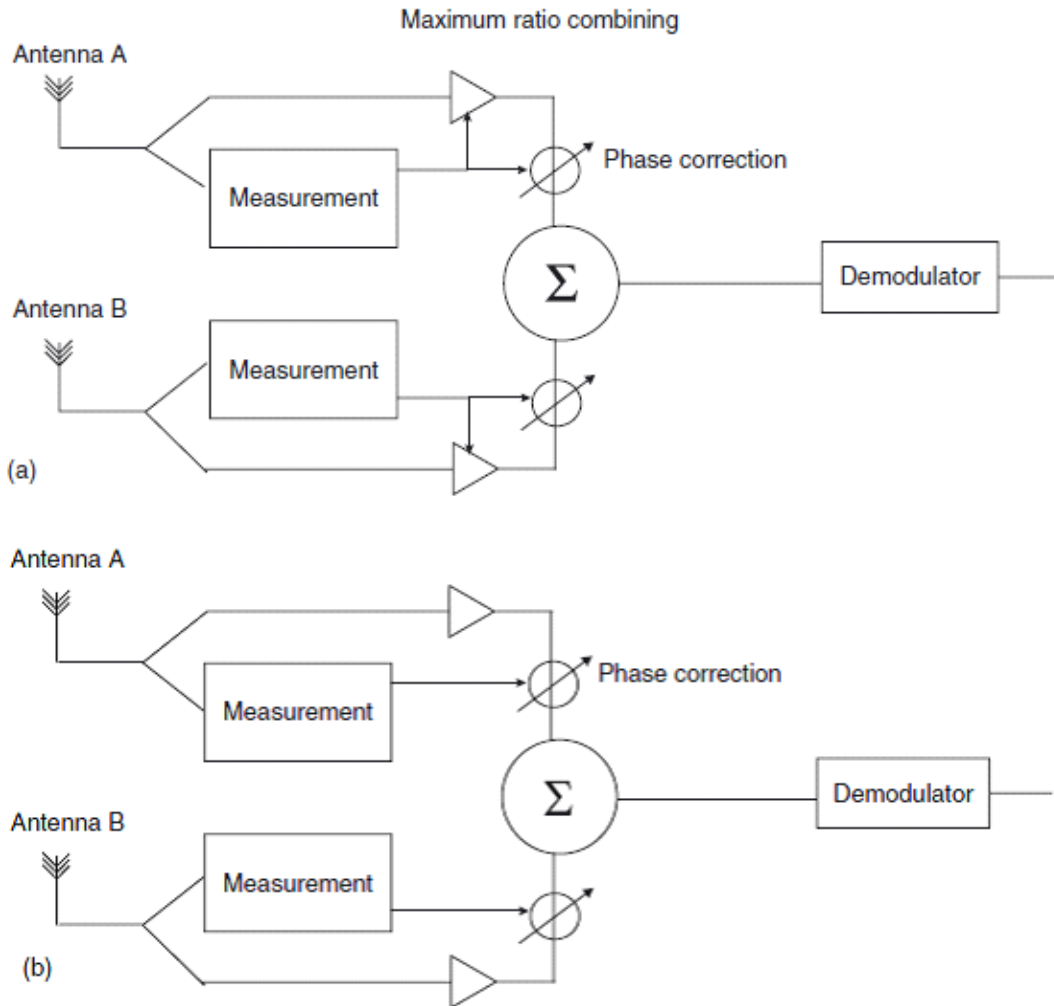 Maximum ratio combining
Antenna A
Measurement
Phase correction
Σ
Demodulator
Antenna B
Measurement
(a)
Antenna A
Measurement
Phase correction
Σ
Demodulator
Antenna B
Measurement
(b)